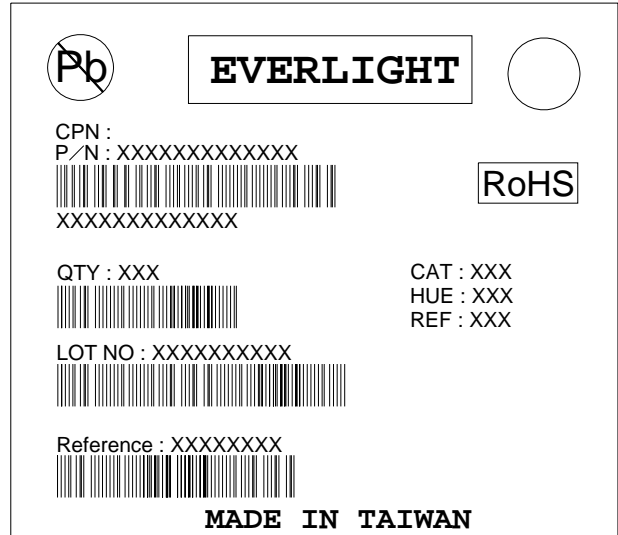 Pb
EVERLIGHT
CPN :
P/N : XXXXXXXXXXXXX
RoHS
XXXXXXXXXXXXX
QTY : XXX
CAT : XXX
HUE : XXX
REF : XXX
LOT NO : XXXXXXXXXX
Reference : XXXXXXXX
MADE IN TAIWAN